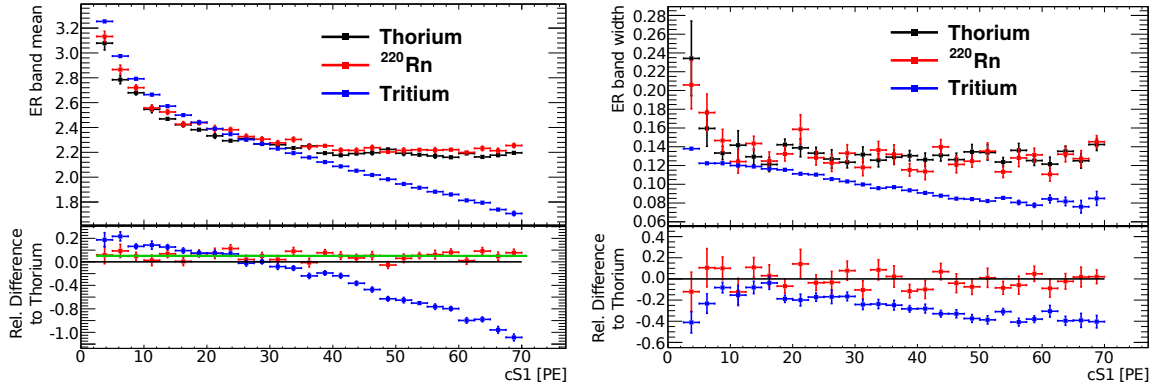 ER band mean
3.2
3.0
2.8
2.6
2.4
2.2
2.0
1.8
Thorium
²²⁰Rn
Tritium
Rel. Difference
to Thorium
0.2
0.0
-0.2
-0.4
-0.6
-0.8
-1.0
0 10 20 30 40 50 60 70
cS1 [PE]
ER band width
0.28
0.26
0.24
0.22
0.20
0.18
0.16
0.14
0.12
0.10
0.08
0.06
Thorium
²²⁰Rn
Tritium
Rel. Difference
to Thorium
0.4
0.2
0.0
-0.2
-0.4
-0.6
0 10 20 30 40 50 60 70
cS1 [PE]